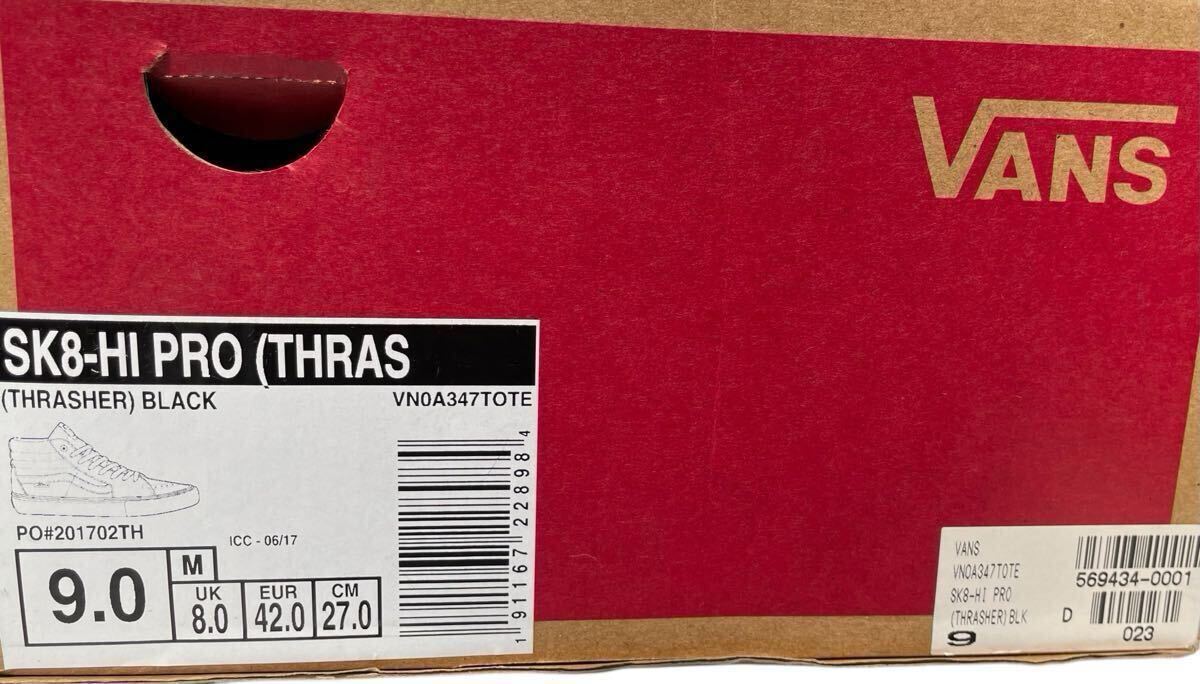 VANS
SK8-HI PRO (THRAS
(THRASHER) BLACK VN0A347TOTE
PO#201702TH
ICC - 06/17
9.0
M
UK
8.0
EUR
42.0
CM
27.0
1 91167 22898 4
VANS
VN0A347T0TE
SK8-HI PRO
(THRASHER)BLK
9
569434-0001
D
023